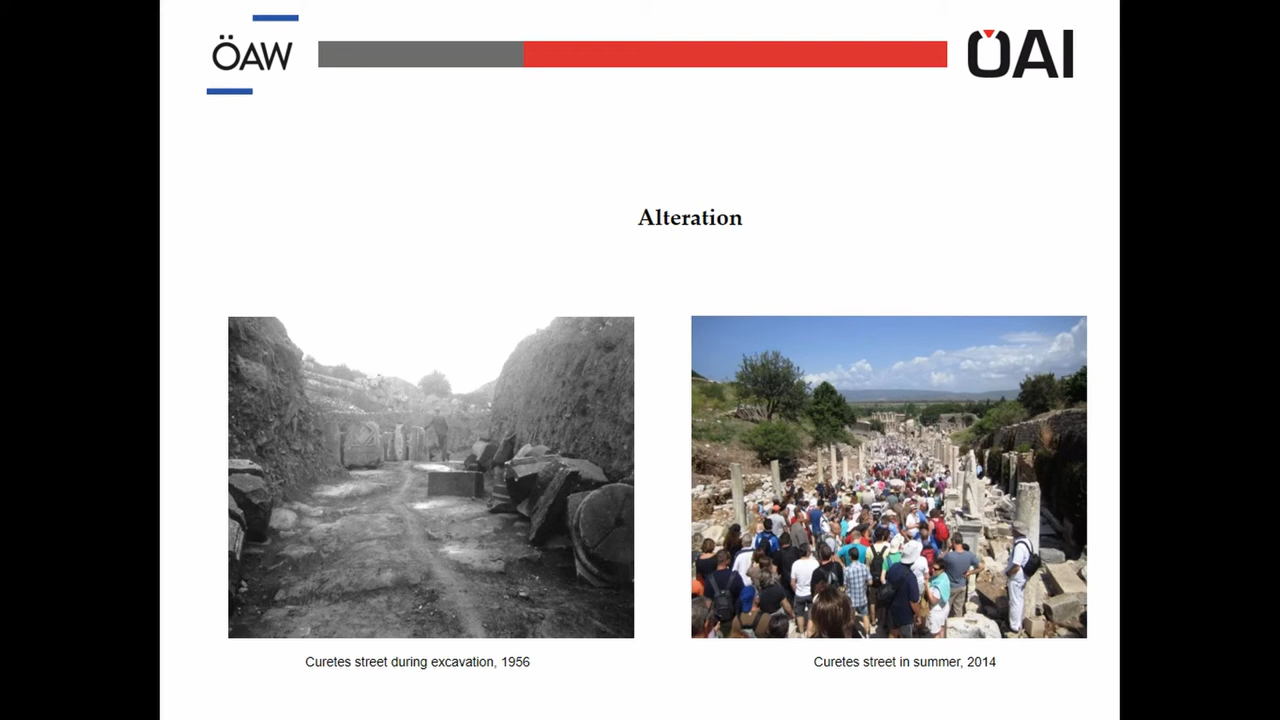 ÖAW
ÖAI
Alteration
Curetes street during excavation, 1956
Curetes street in summer, 2014